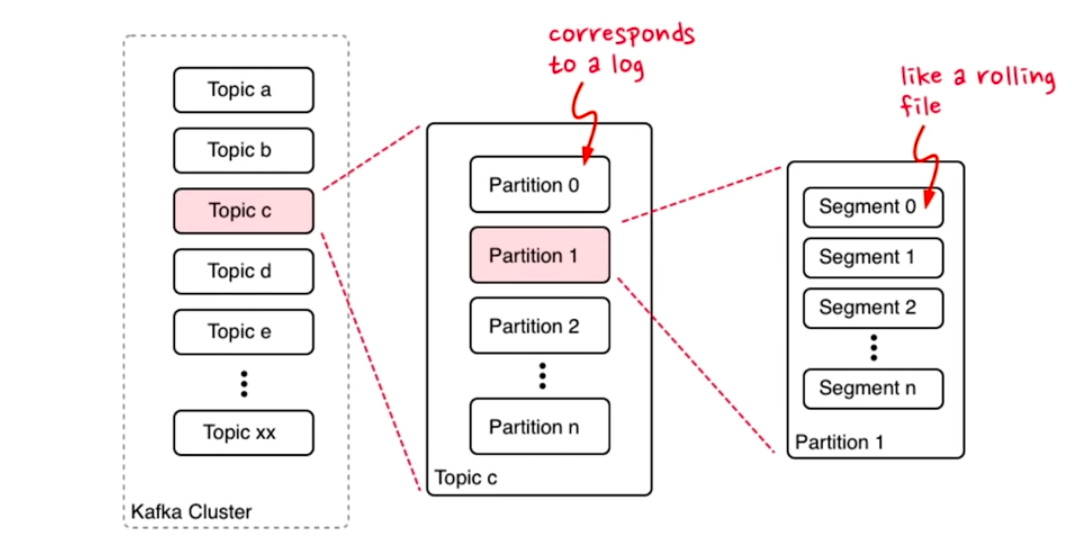 corresponds
to a log
like a rolling
file
Topic a
Topic b
Topic c
Topic d
Topic e
Topic xx
Kafka Cluster
Partition 0
Partition 1
Partition 2
Partition n
Topic c
Segment 0
Segment 1
Segment 2
Segment n
Partition 1